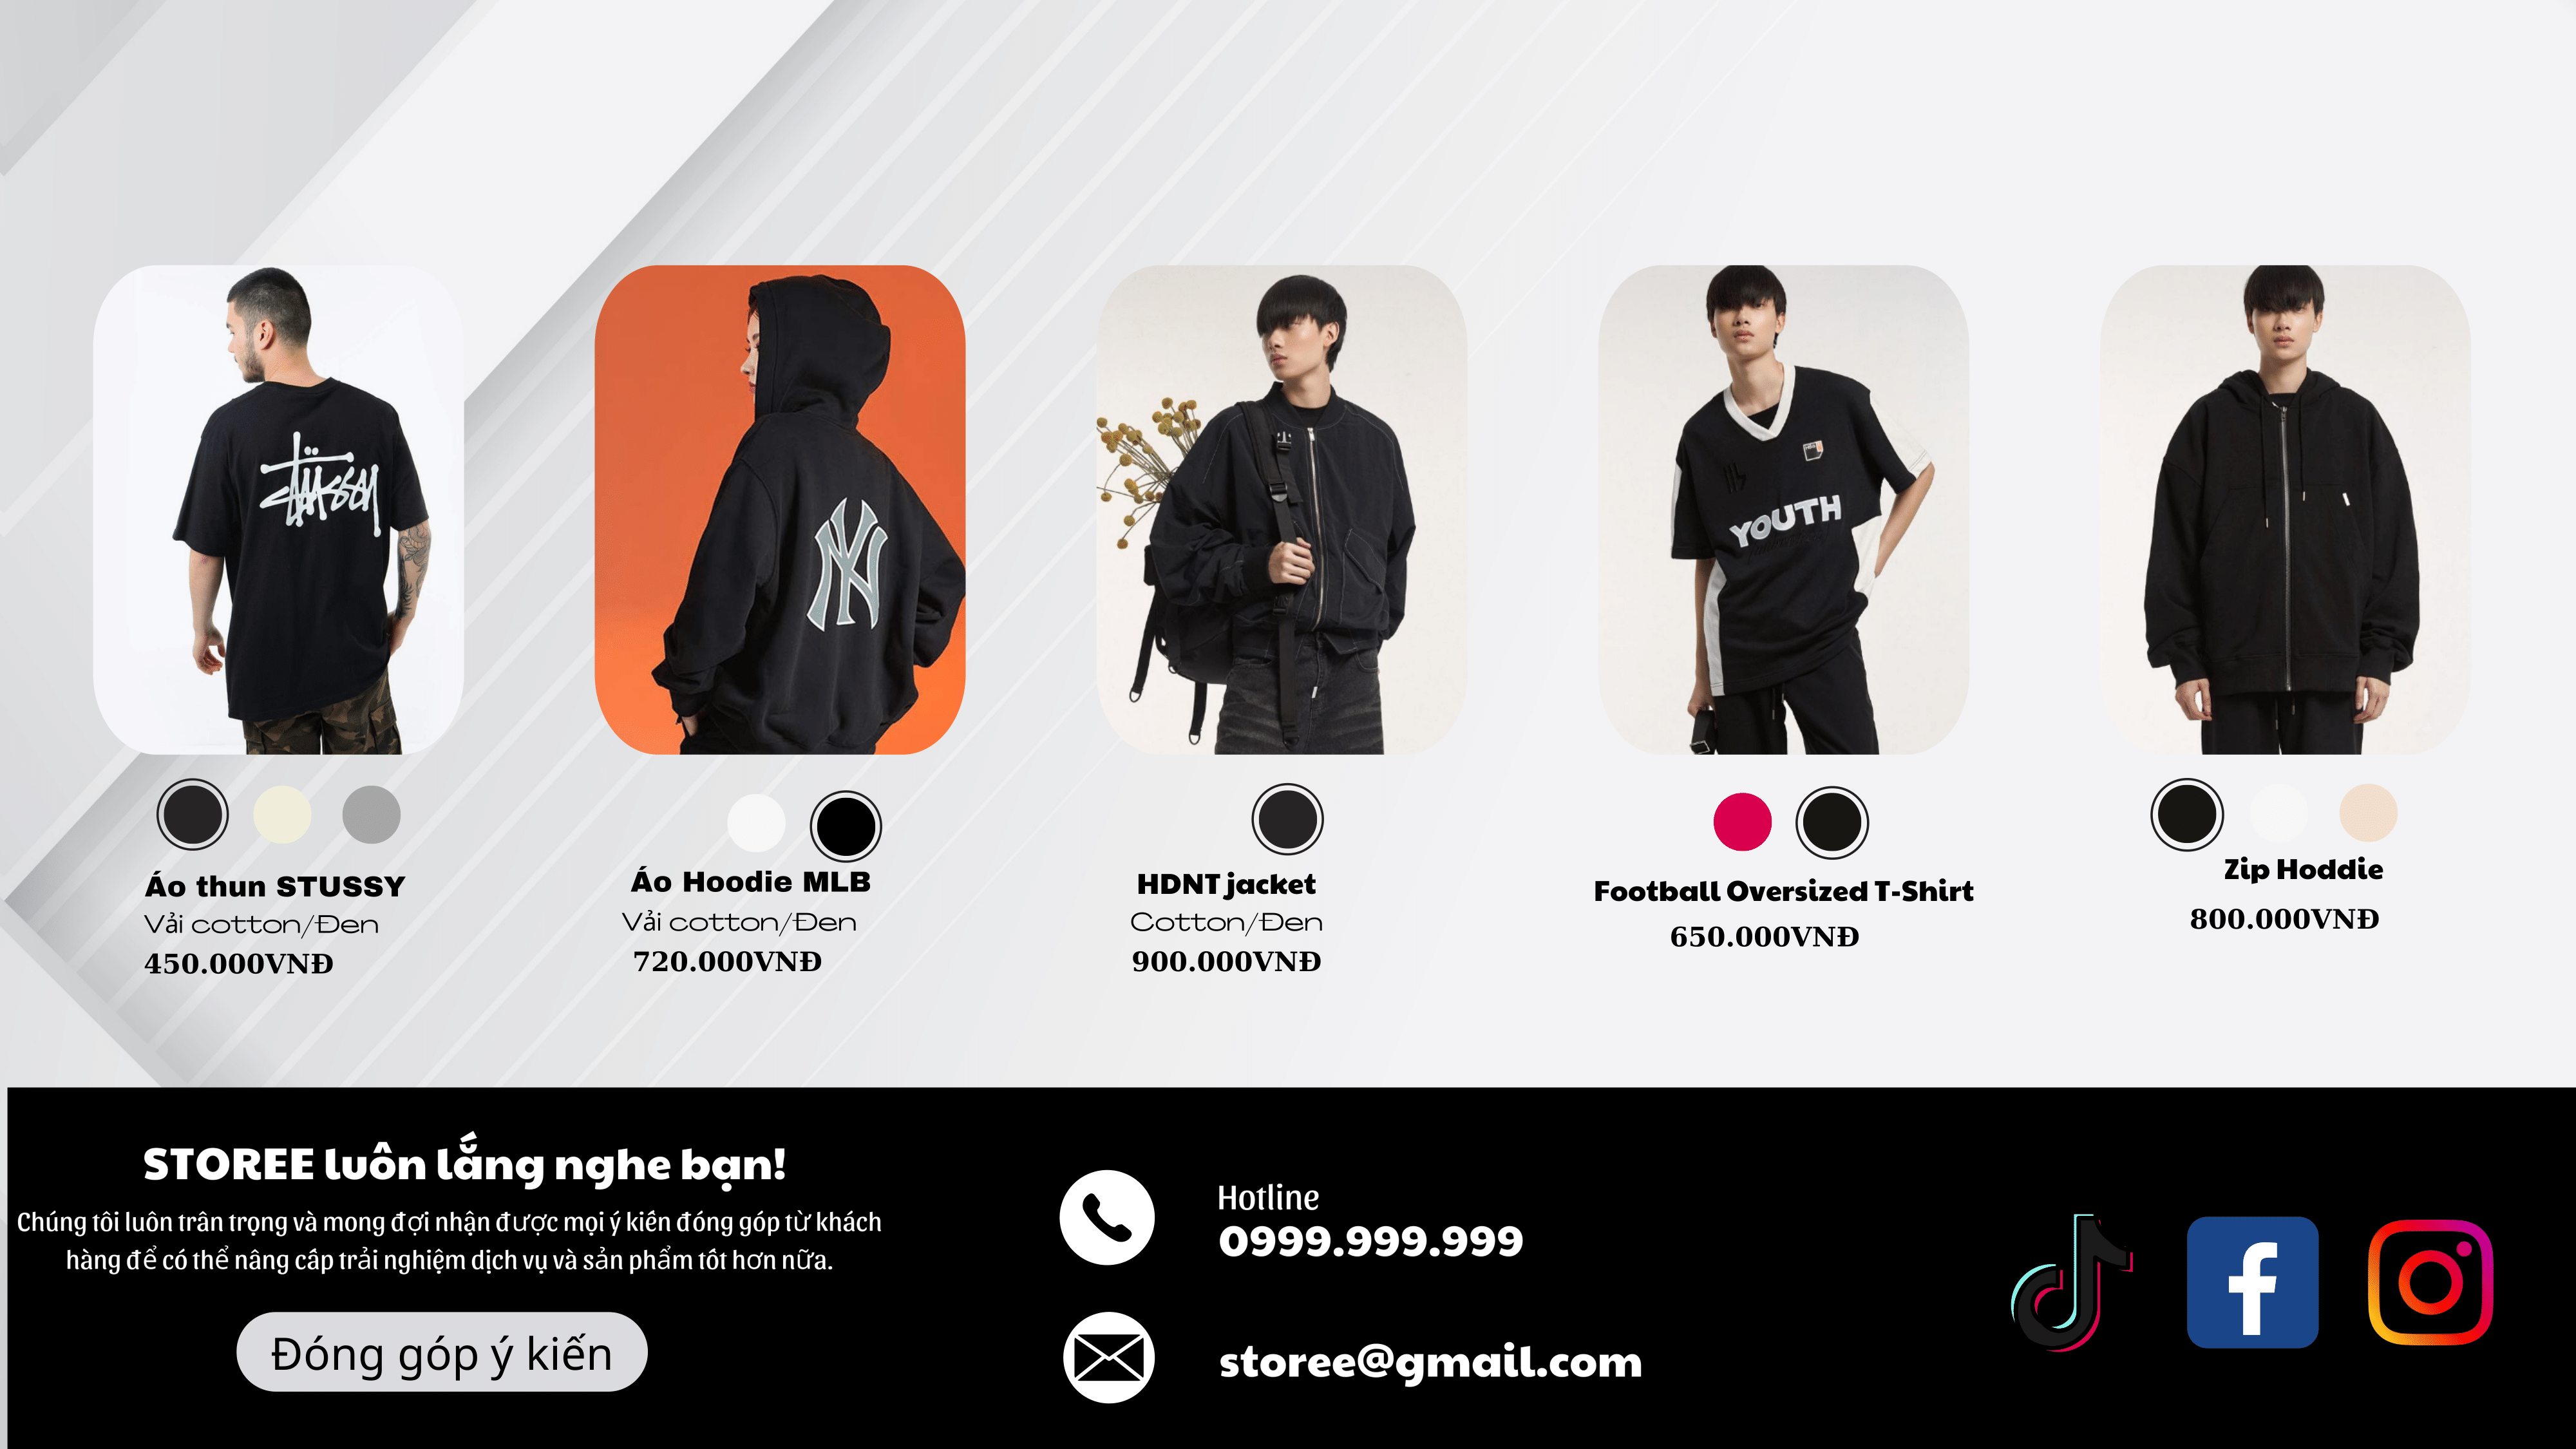 STUSSY
NY
YOUTH
Áo thun STUSSY
Vải cotton/Đen
450.000VNĐ
Áo Hoodie MLB
Vải cotton/Đen
720.000VNĐ
HDNT jacket
Cotton/Đen
900.000VNĐ
Football Oversized T-Shirt
650.000VNĐ
Zip Hoddie
800.000VNĐ
STOREE luôn lắng nghe bạn!
Chúng tôi luôn trân trọng và mong đợi nhận được mọi ý kiến đóng góp từ khách
hàng để có thể nâng cấp trải nghiệm dịch vụ và sản phẩm tốt hơn nữa.
Đóng góp ý kiến
Hotline
0999.999.999
storee@gmail.com